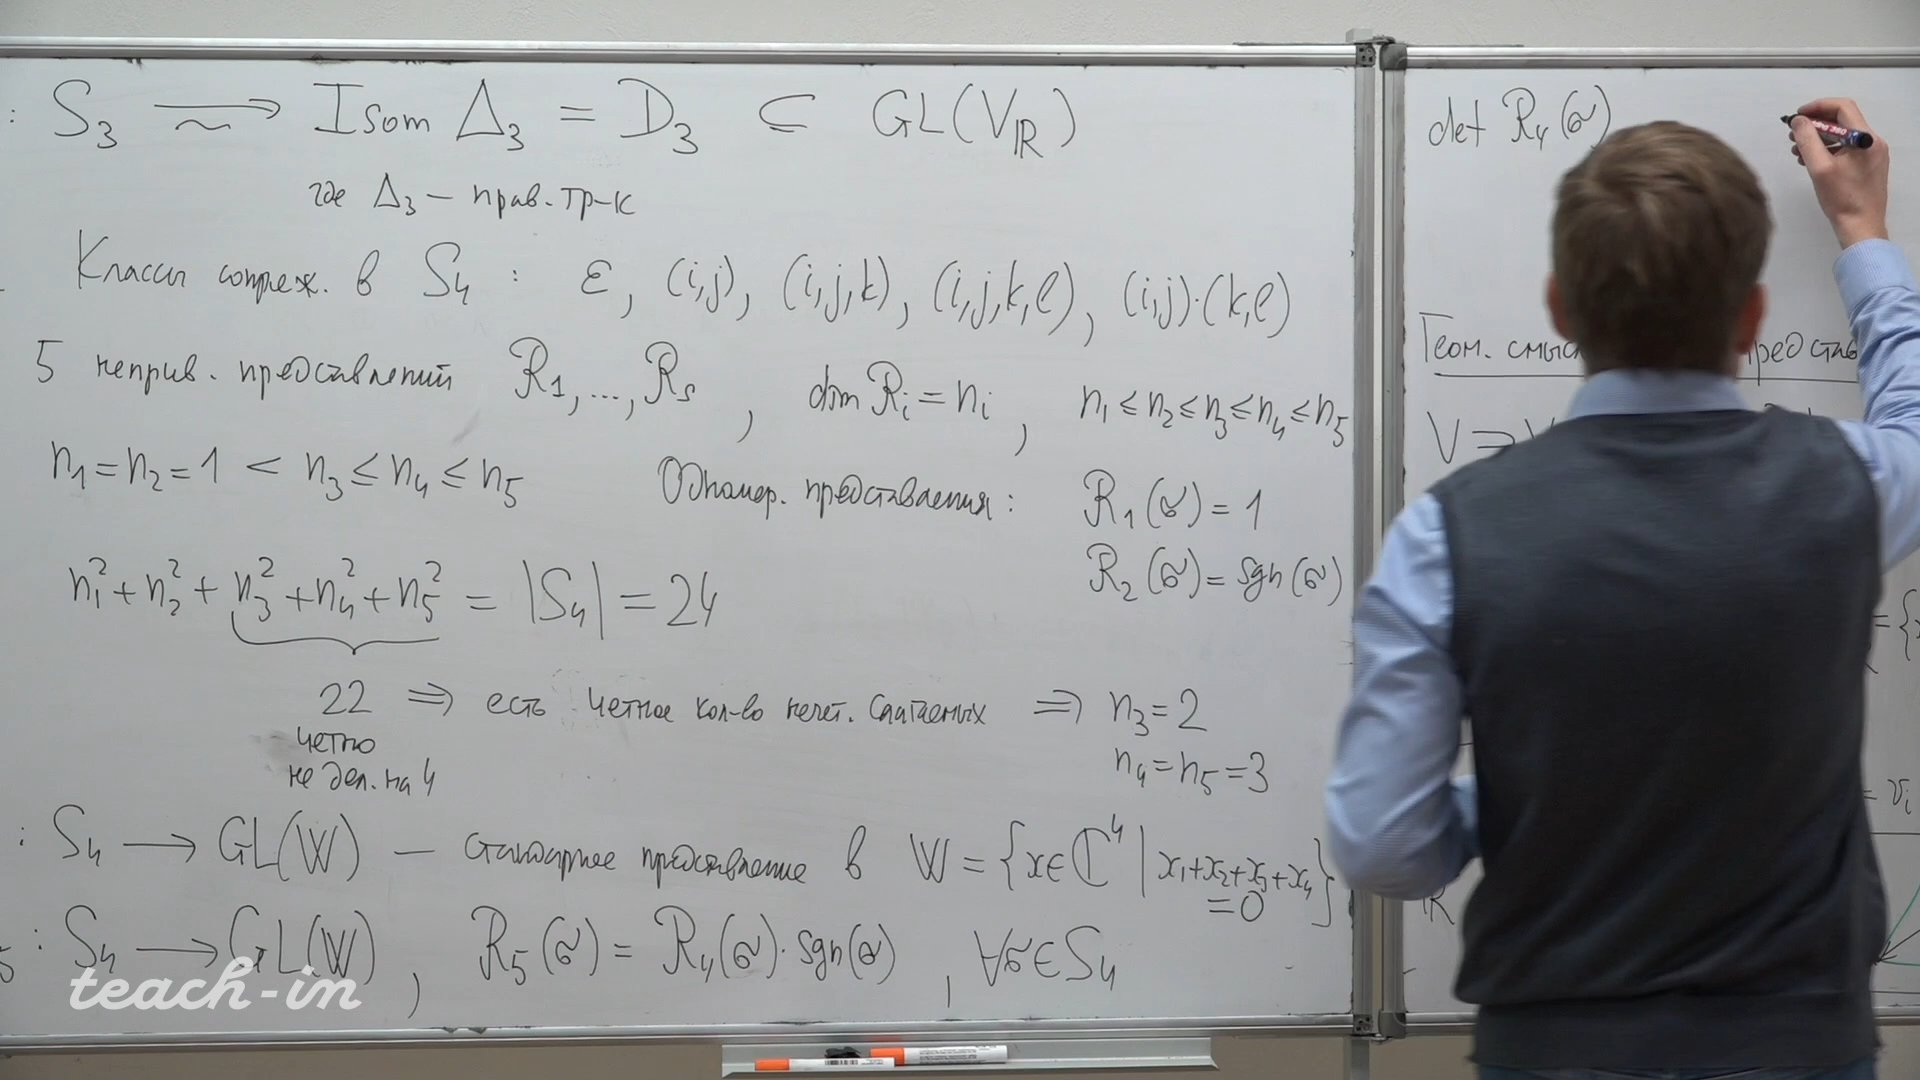 : S₃ ⥲ Isom Δ₃ = D₃ ⊆ GL(V_ℝ)
где Δ₃ – прав. тр-к
Классы сопряж. в S₄ : ε, (i,j), (i,j,k), (i,j,k,l), (i,j)·(k,l)
5 неприв. представлений R₁,...,R₅, dim Rᵢ = nᵢ, n₁ ≤ n₂ ≤ n₃ ≤ n₄ ≤ n₅
n₁ = n₂ = 1 < n₃ ≤ n₄ ≤ n₅ Одномер. представления: R₁(σ) = 1
R₂(σ) = sgn(σ)
n₁² + n₂² + n₃² + n₄² + n₅² = |S₄| = 24
22 ⇒ есть четное кол-во нечет. слагаемых ⇒ n₃ = 2
четно
не дел. на 4
n₄ = n₅ = 3
: S₄ → GL(W) — стандартное представление в W = {x ∈ ℂ⁴ | x₁+x₂+x₃+x₄ = 0}
5 : S₄ → GL(W), R₅(σ) = R₄(σ)·sgn(σ), ∀σ∈S₄
teach-in
det R₄(σ)
Геом.
V ⊃
= vᵢ
ℝ